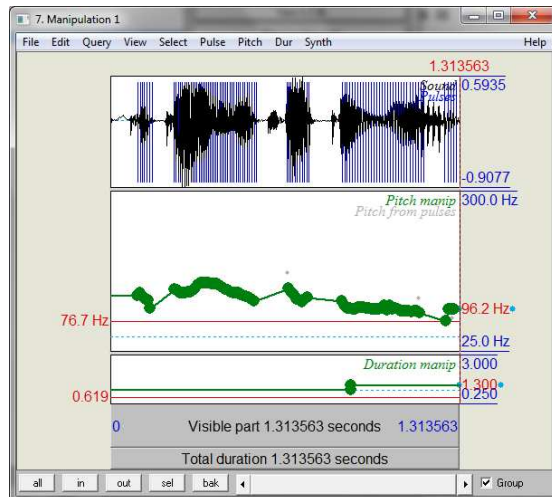 7. Manipulation 1
File Edit Query View Select Pulse Pitch Dur Synth Help
1.313563
Sound 0.5935
Pulses
-0.9077
Pitch manip 300.0 Hz
Pitch from pulses
96.2 Hz
76.7 Hz
25.0 Hz
Duration manip 3.000
1.300
0.619 0.250
0 Visible part 1.313563 seconds 1.313563
Total duration 1.313563 seconds
all in out sel bak Group